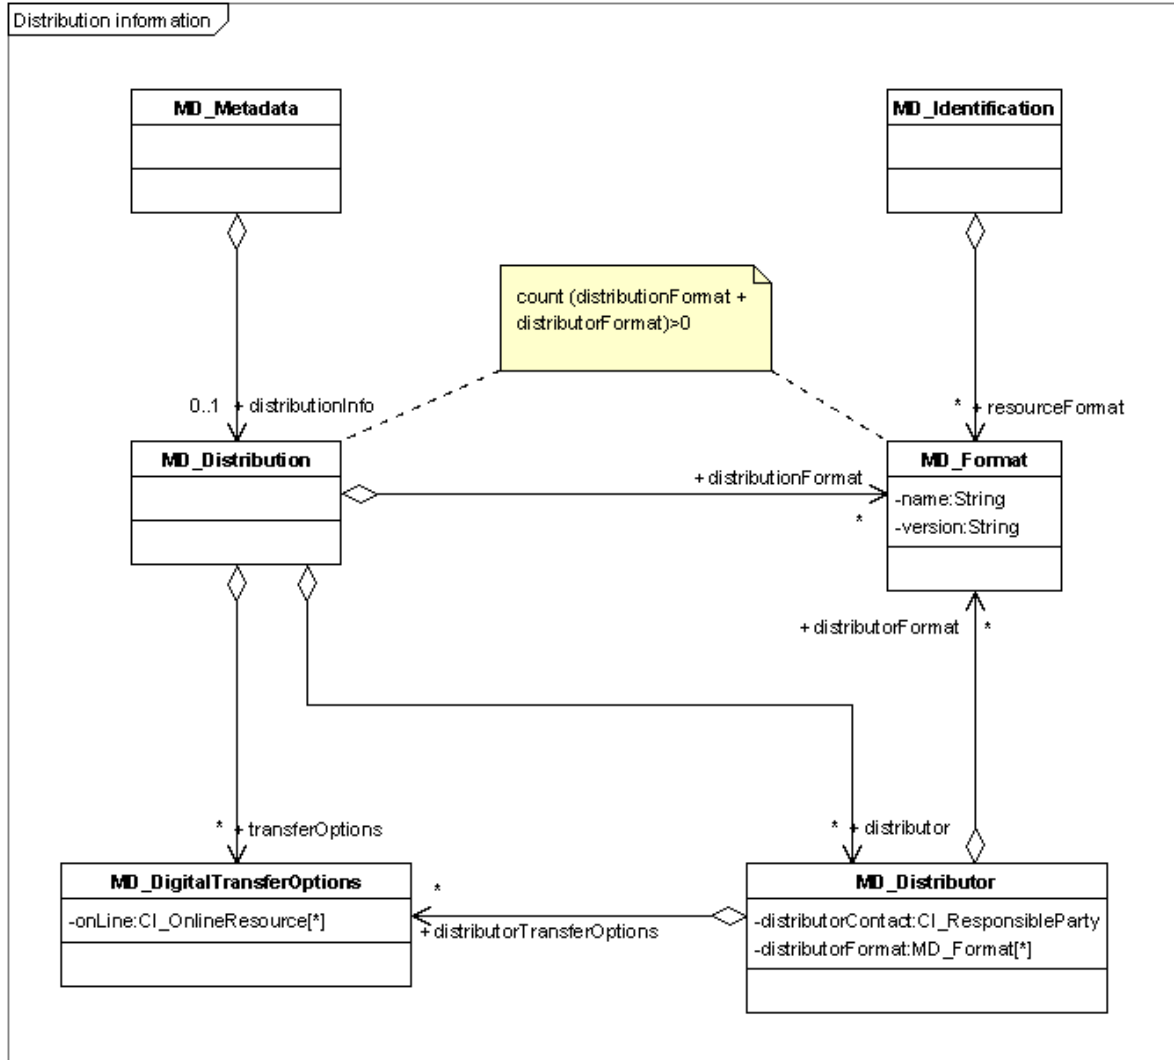 Distribution information
MD_Metadata
MD_Identification
count (distributionFormat +
distributorFormat)>0
0..1 + distributionInfo
* + resourceFormat
MD_Distribution
MD_Format
-name:String
-version:String
+ distributionFormat
*
+ distributorFormat *
* + transferOptions
* + distributor
MD_DigitalTransferOptions
-onLine:CI_OnlineResource[*]
*
+ distributorTransferOptions
MD_Distributor
-distributorContact:CI_ResponsibleParty
-distributorFormat:MD_Format[*]